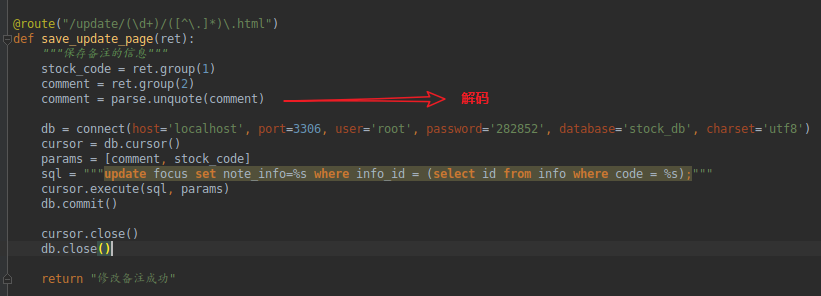 @route("/update/(\d+)/([^\.]*)\.html")
def save_update_page(ret):
"""保存备注的信息"""
stock_code = ret.group(1)
comment = ret.group(2)
comment = parse.unquote(comment) 解码
db = connect(host='localhost', port=3306, user='root', password='282852', database='stock_db', charset='utf8')
cursor = db.cursor()
params = [comment, stock_code]
sql = """update focus set note_info=%s where info_id = (select id from info where code = %s);"""
cursor.execute(sql, params)
db.commit()
cursor.close()
db.close()
return "修改备注成功"